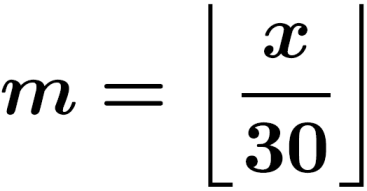 m = ⌊x/30⌋